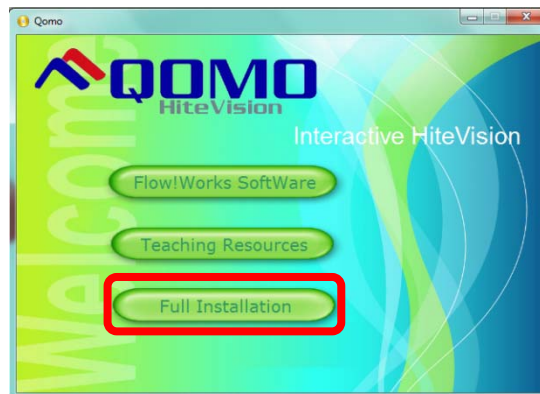 Qomo
QOMO
HiteVision
Interactive HiteVision
Welcome
Flow!Works SoftWare
Teaching Resources
Full Installation